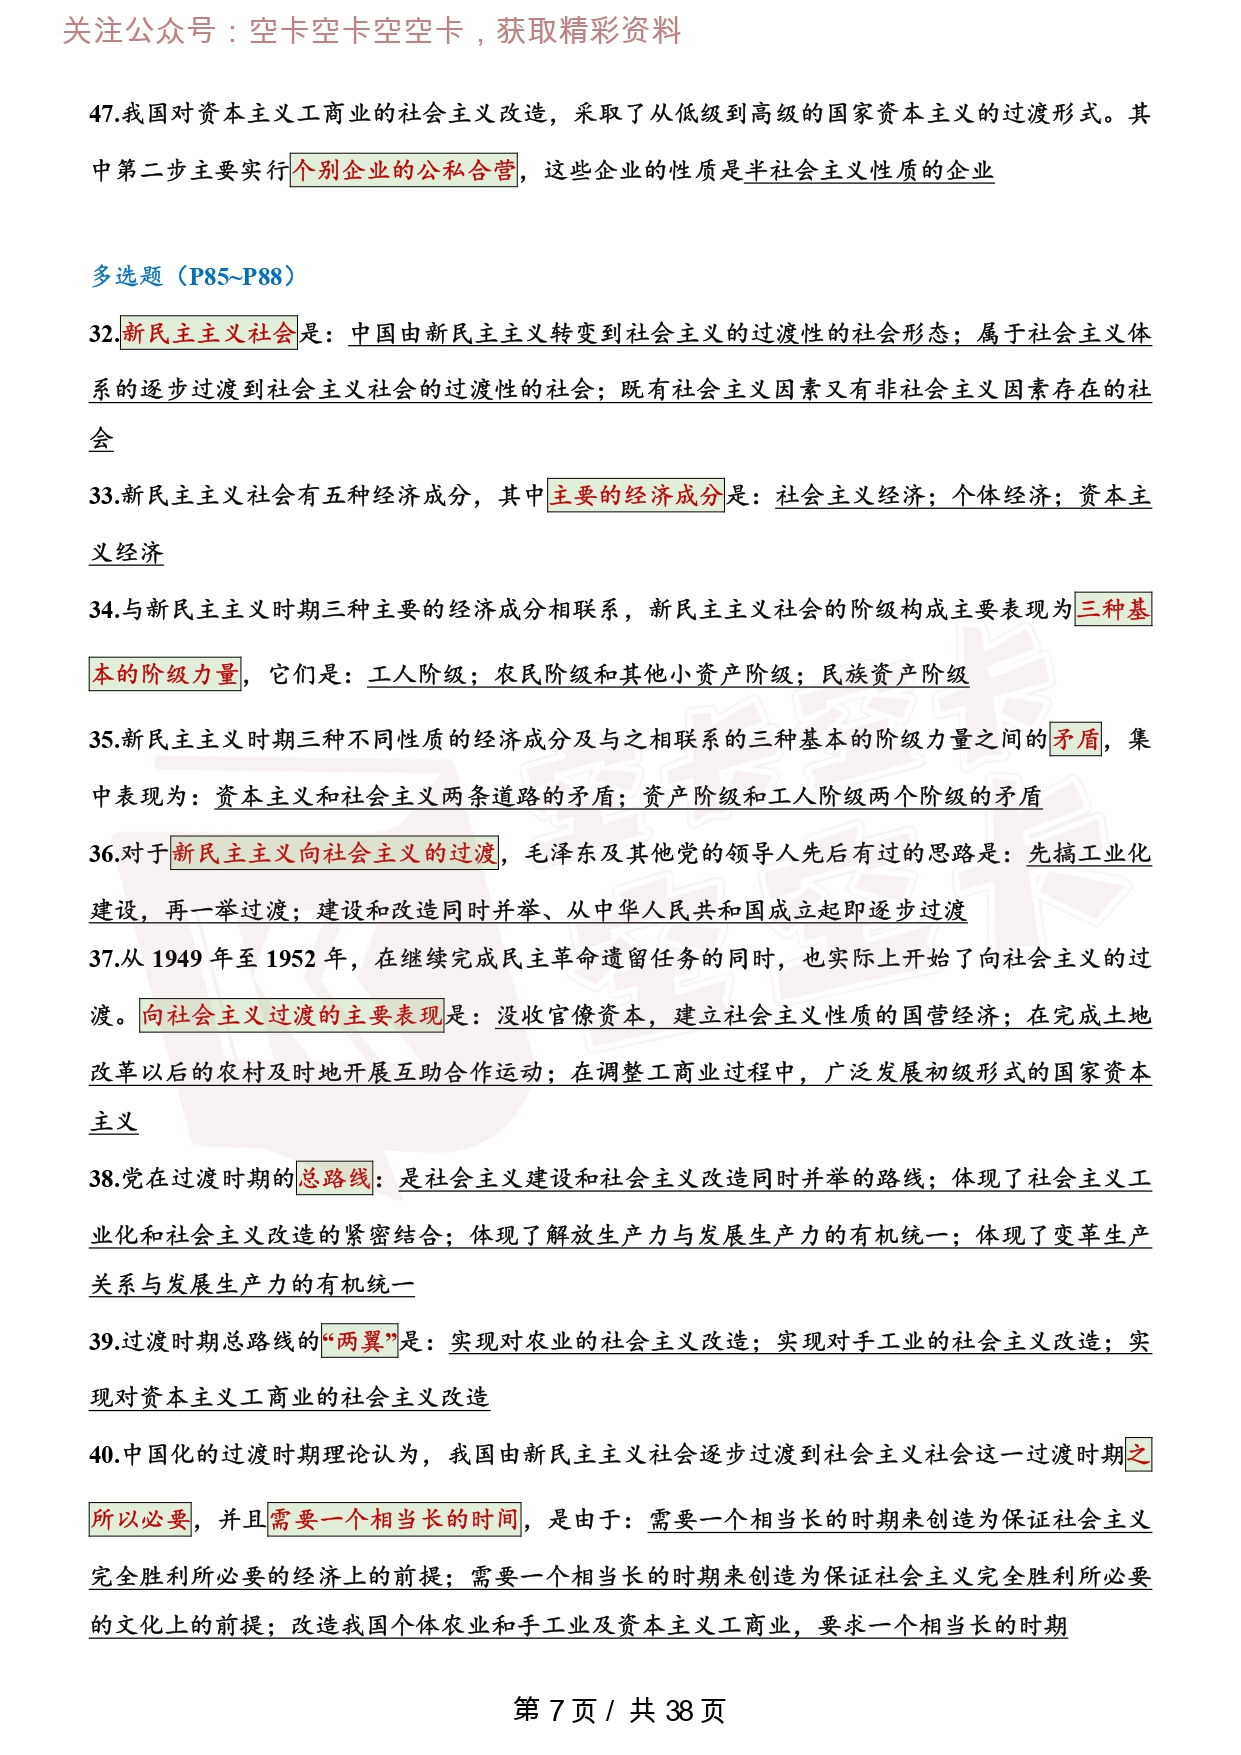 关注公众号：空卡空卡空空卡，获取精彩资料
47.我国对资本主义工商业的社会主义改造，采取了从低级到高级的国家资本主义的过渡形式。其
中第二步主要实行个别企业的公私合营，这些企业的性质是半社会主义性质的企业
多选题（P85~P88）
32.新民主主义社会是：中国由新民主主义转变到社会主义的过渡性的社会形态；属于社会主义体
系的逐步过渡到社会主义社会的过渡性的社会；既有社会主义因素又有非社会主义因素存在的社
会
33.新民主主义社会有五种经济成分，其中主要的经济成分是：社会主义经济；个体经济；资本主
义经济
34.与新民主主义时期三种主要的经济成分相联系，新民主主义社会的阶级构成主要表现为三种基
本的阶级力量，它们是：工人阶级；农民阶级和其他小资产阶级；民族资产阶级
35.新民主主义时期三种不同性质的经济成分及与之相联系的三种基本的阶级力量之间的矛盾，集
中表现为：资本主义和社会主义两条道路的矛盾；资产阶级和工人阶级两个阶级的矛盾
36.对于新民主主义向社会主义的过渡，毛泽东及其他党的领导人先后有过的思路是：先搞工业化
建设，再一举过渡；建设和改造同时并举、从中华人民共和国成立起即逐步过渡
37.从 1949 年至 1952 年，在继续完成民主革命遗留任务的同时，也实际上开始了向社会主义的过
渡。向社会主义过渡的主要表现是：没收官僚资本，建立社会主义性质的国营经济；在完成土地
改革以后的农村及时地开展互助合作运动；在调整工商业过程中，广泛发展初级形式的国家资本
主义
38.党在过渡时期的总路线：是社会主义建设和社会主义改造同时并举的路线；体现了社会主义工
业化和社会主义改造的紧密结合；体现了解放生产力与发展生产力的有机统一；体现了变革生产
关系与发展生产力的有机统一
39.过渡时期总路线的“两翼”是：实现对农业的社会主义改造；实现对手工业的社会主义改造；实
现对资本主义工商业的社会主义改造
40.中国化的过渡时期理论认为，我国由新民主主义社会逐步过渡到社会主义社会这一过渡时期之
所以必要，并且需要一个相当长的时间，是由于：需要一个相当长的时期来创造为保证社会主义
完全胜利所必要的经济上的前提；需要一个相当长的时期来创造为保证社会主义完全胜利所必要
的文化上的前提；改造我国个体农业和手工业及资本主义工商业，要求一个相当长的时期
空卡空卡
空空卡
第 7 页 / 共 38 页